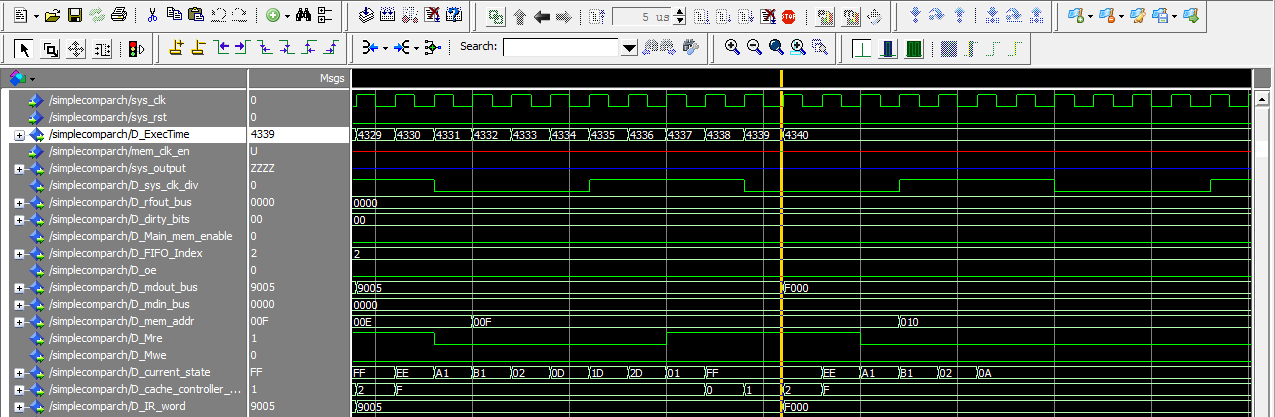 5 us
Search:
Msgs
/simplecomparch/sys_clk 0
/simplecomparch/sys_rst 0
/simplecomparch/D_ExecTime 4339 4329 4330 4331 4332 4333 4334 4335 4336 4337 4338 4339 4340
/simplecomparch/mem_clk_en U
/simplecomparch/sys_output ZZZZ
/simplecomparch/D_sys_clk_div 0
/simplecomparch/D_rfout_bus 0000 0000
/simplecomparch/D_dirty_bits 00 00
/simplecomparch/D_Main_mem_enable 0
/simplecomparch/D_FIFO_Index 2 2
/simplecomparch/D_oe 0
/simplecomparch/D_mdout_bus 9005 9005 F000
/simplecomparch/D_mdin_bus 0000 0000
/simplecomparch/D_mem_addr 00F 00E 00F 010
/simplecomparch/D_Mre 1
/simplecomparch/D_Mwe 0
/simplecomparch/D_current_state FF FF EE A1 B1 02 0D 1D 2D 01 FF EE A1 B1 02 0A
/simplecomparch/D_cache_controller_... 1 2 F 0 1 2 F
/simplecomparch/D_IR_word 9005 9005 F000